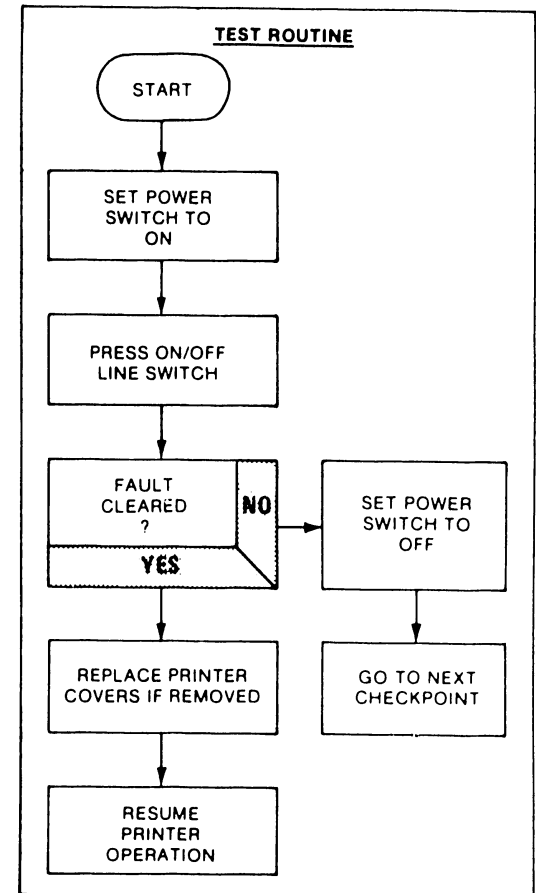 TEST ROUTINE
START
SET POWER
SWITCH TO
ON
PRESS ON/OFF
LINE SWITCH
FAULT
CLEARED
?
NO
YES
SET POWER
SWITCH TO
OFF
REPLACE PRINTER
COVERS IF REMOVED
GO TO NEXT
CHECKPOINT
RESUME
PRINTER
OPERATION